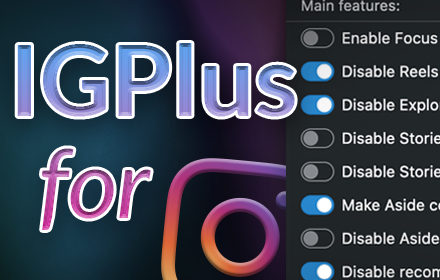 IGPlus
for
Main features:
Enable Focus
Disable Reels
Disable Explo
Disable Storie
Disable Storie
Make Aside co
Disable Aside
Disable recom